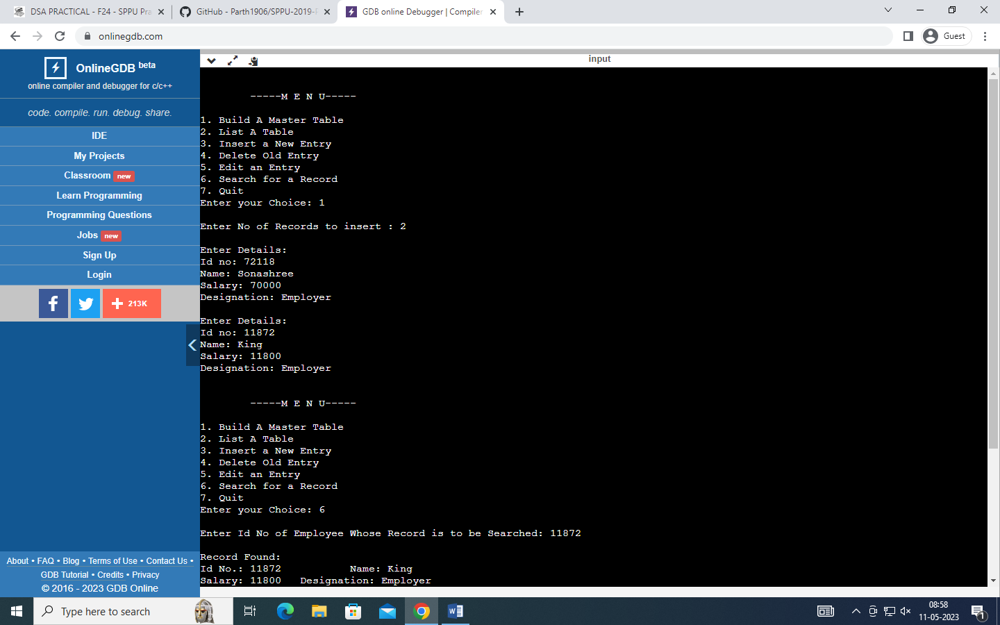 DSA PRACTICAL - F24 - SPPU Pra
GitHub - Parth1906/SPPU-2019-P
GDB online Debugger | Compiler
onlinegdb.com
Guest
OnlineGDB beta
online compiler and debugger for c/c++
code. compile. run. debug. share.
IDE
My Projects
Classroom new
Learn Programming
Programming Questions
Jobs new
Sign Up
Login
213K
About • FAQ • Blog • Terms of Use • Contact Us •
GDB Tutorial • Credits • Privacy
© 2016 - 2023 GDB Online
input
-----M E N U-----
1. Build A Master Table
2. List A Table
3. Insert a New Entry
4. Delete Old Entry
5. Edit an Entry
6. Search for a Record
7. Quit
Enter your Choice: 1
Enter No of Records to insert : 2
Enter Details:
Id no: 72118
Name: Sonashree
Salary: 70000
Designation: Employer
Enter Details:
Id no: 11872
Name: King
Salary: 11800
Designation: Employer
-----M E N U-----
1. Build A Master Table
2. List A Table
3. Insert a New Entry
4. Delete Old Entry
5. Edit an Entry
6. Search for a Record
7. Quit
Enter your Choice: 6
Enter Id No of Employee Whose Record is to be Searched: 11872
Record Found:
Id No.: 11872 Name: King
Salary: 11800 Designation: Employer
Type here to search
08:58
11-05-2023
1